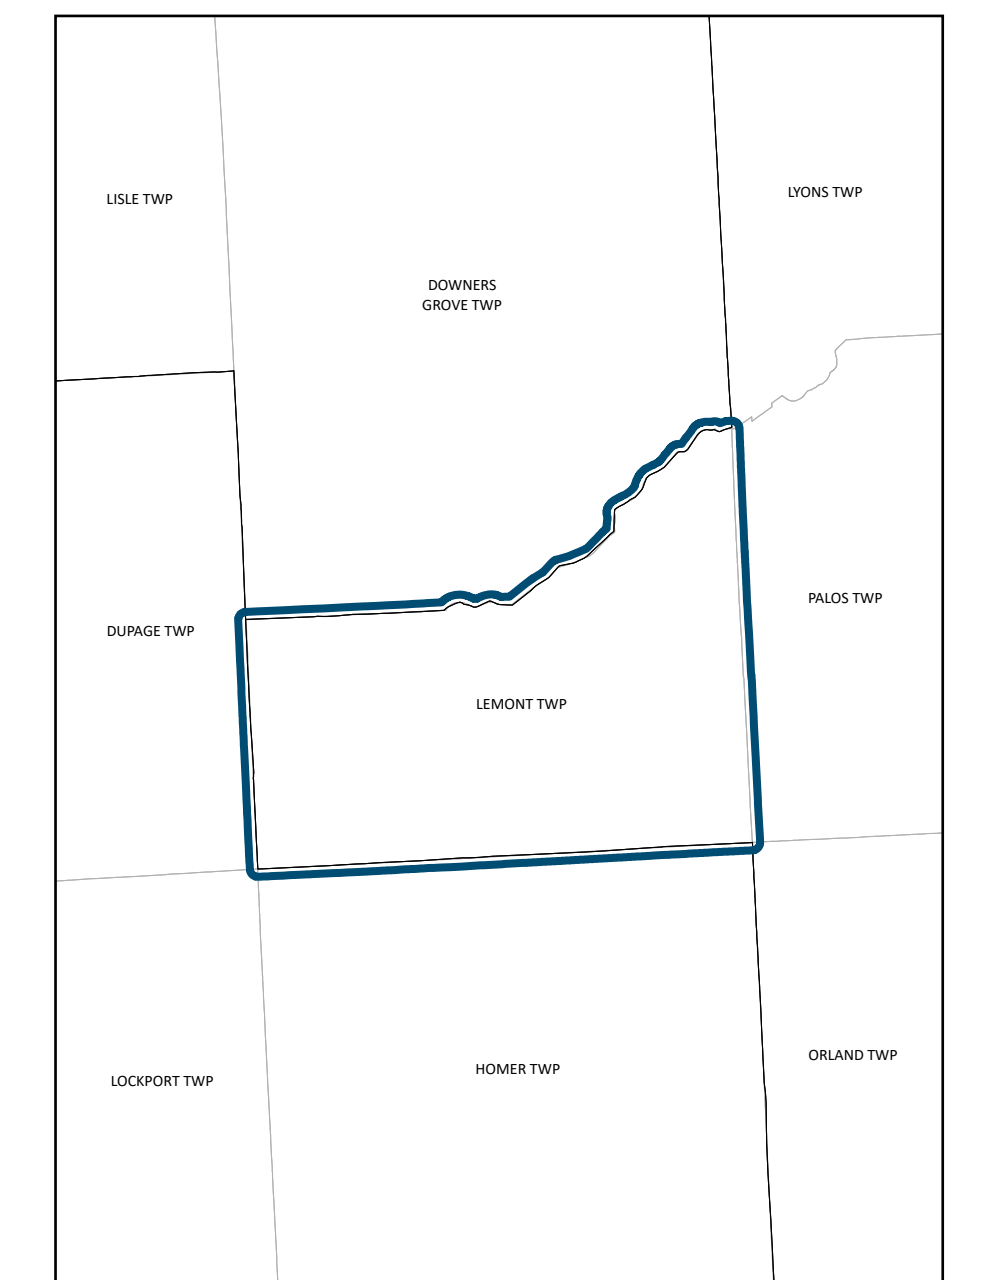 LYONS TWP
LISLE TWP
DOWNERS
GROVE TWP
PALOS TWP
DUPAGE TWP
LEMONT TWP
ORLAND TWP
HOMER TWP
LOCKPORT TWP